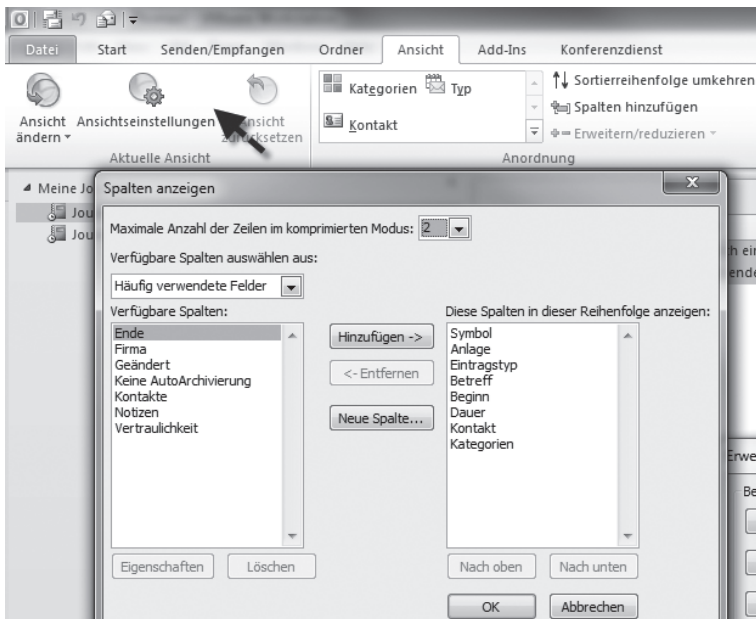 Datei Start Senden/Empfangen Ordner Ansicht Add-Ins Konferenzdienst
Kategorien Typ
Sortierreihenfolge umkehren
Spalten hinzufügen
Ansicht ändern Ansichtseinstellungen Ansicht
Kontakt
Erweitern/reduzieren
Aktuelle Ansicht Anordnung
Meine Jo
Jou
Jou
Spalten anzeigen
Maximale Anzahl der Zeilen im komprimierten Modus: 2
Verfügbare Spalten auswählen aus:
Häufig verwendete Felder
Verfügbare Spalten:
Ende
Firma
Geändert
Keine AutoArchivierung
Kontakte
Notizen
Vertraulichkeit
Hinzufügen ->
<- Entfernen
Neue Spalte...
Diese Spalten in dieser Reihenfolge anzeigen:
Symbol
Anlage
Eintragstyp
Betreff
Beginn
Dauer
Kontakt
Kategorien
Eigenschaften Löschen
Nach oben Nach unten
OK Abbrechen
h ei
ende
Erwe
Be